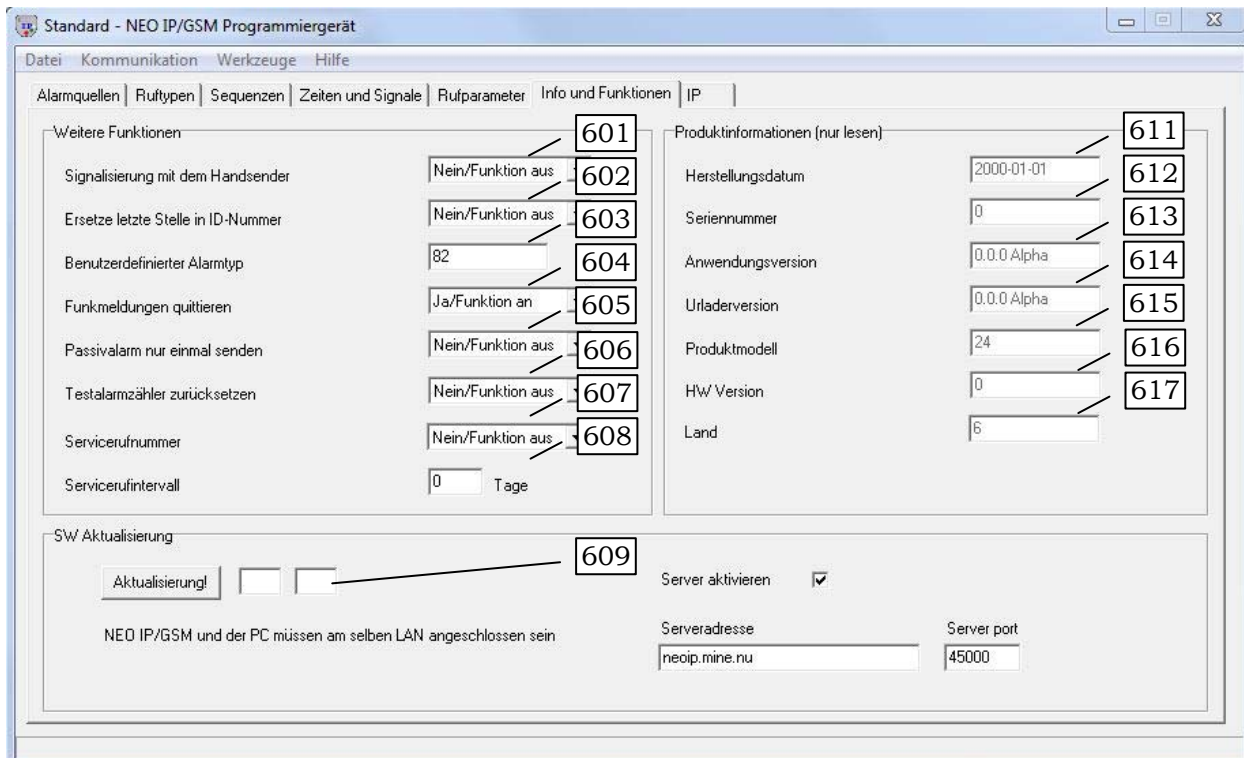 Standard - NEO IP/GSM Programmiergerät
Datei Kommunikation Werkzeuge Hilfe
Alarmquellen Ruftypen Sequenzen Zeiten und Signale Rufparameter Info und Funktionen IP
Weitere Funktionen
601
Signalisierung mit dem Handsender Nein/Funktion aus
602
Ersetze letzte Stelle in ID-Nummer Nein/Funktion aus
603
Benutzerdefinierter Alarmtyp 82
604
Funkmeldungen quittieren Ja/Funktion an
605
Passivalarm nur einmal senden Nein/Funktion aus
606
Testalarmzähler zurücksetzen Nein/Funktion aus
607
Servicerufnummer Nein/Funktion aus
608
Servicerufintervall 0 Tage
Produktinformationen (nur lesen)
611
Herstellungsdatum 2000-01-01
612
Seriennummer 0
613
Anwendungsversion 0.0.0 Alpha
614
Urladerversion 0.0.0 Alpha
615
Produktmodell 24
616
HW Version 0
617
Land 6
SW Aktualisierung
609
Aktualisierung!
NEO IP/GSM und der PC müssen am selben LAN angeschlossen sein
Server aktivieren
Serveradresse Server port
neoip.mine.nu 45000